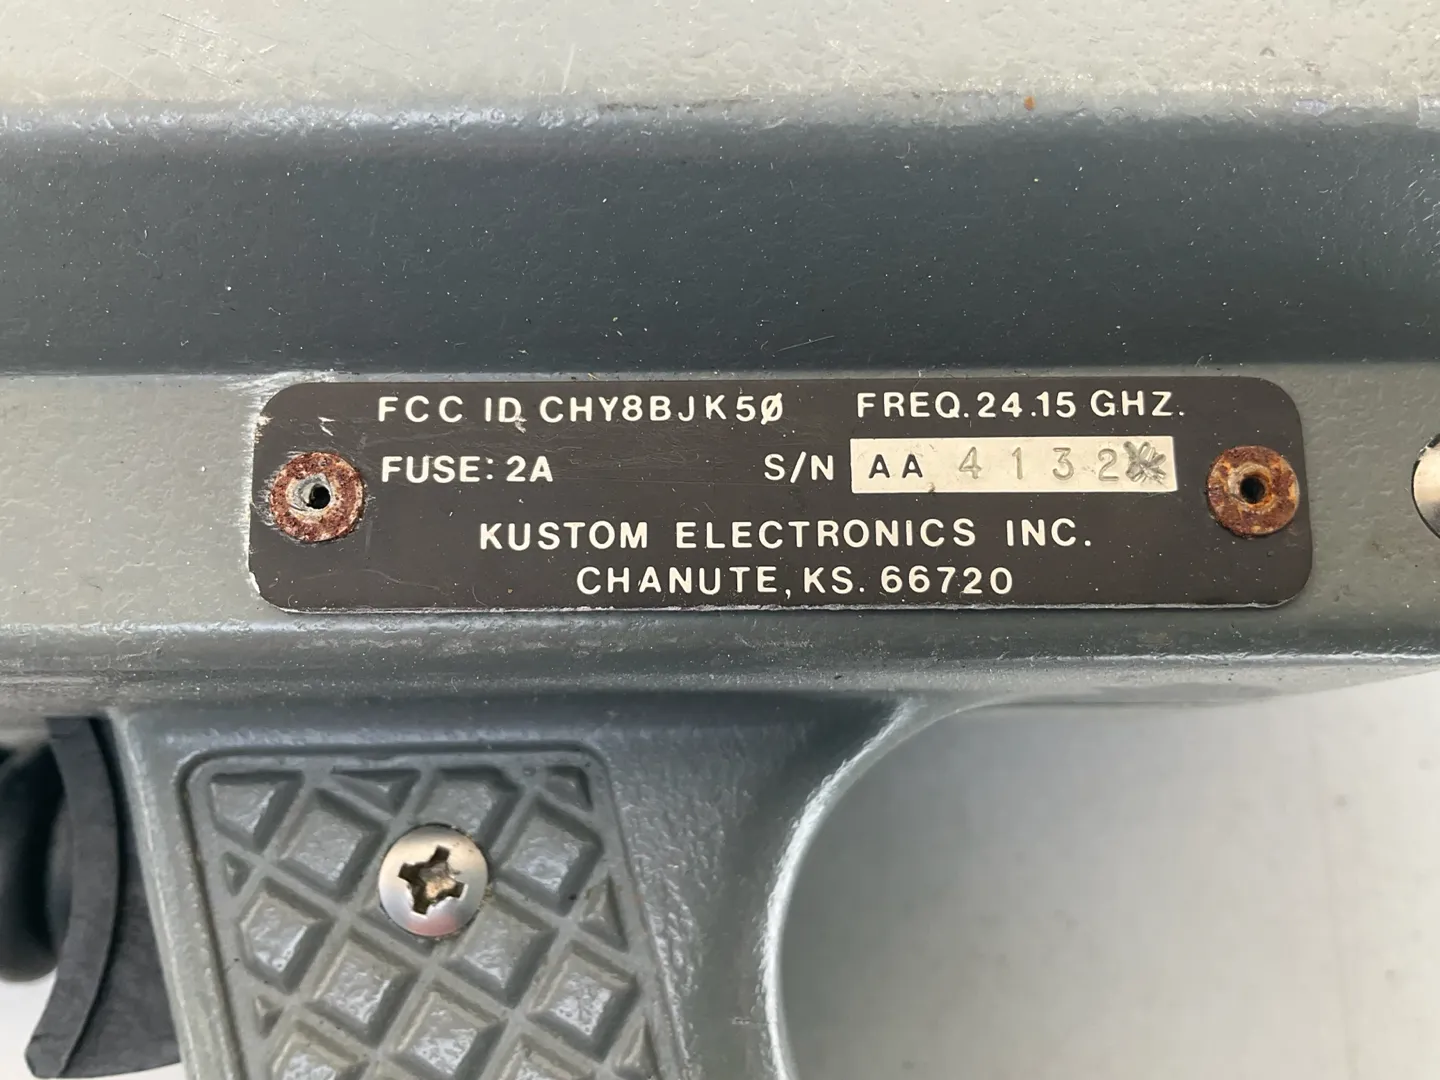 FCC ID CHY8BJK5Ø FREQ. 24.15 GHZ.
FUSE: 2A S/N AA 4132
KUSTOM ELECTRONICS INC.
CHANUTE, KS. 66720